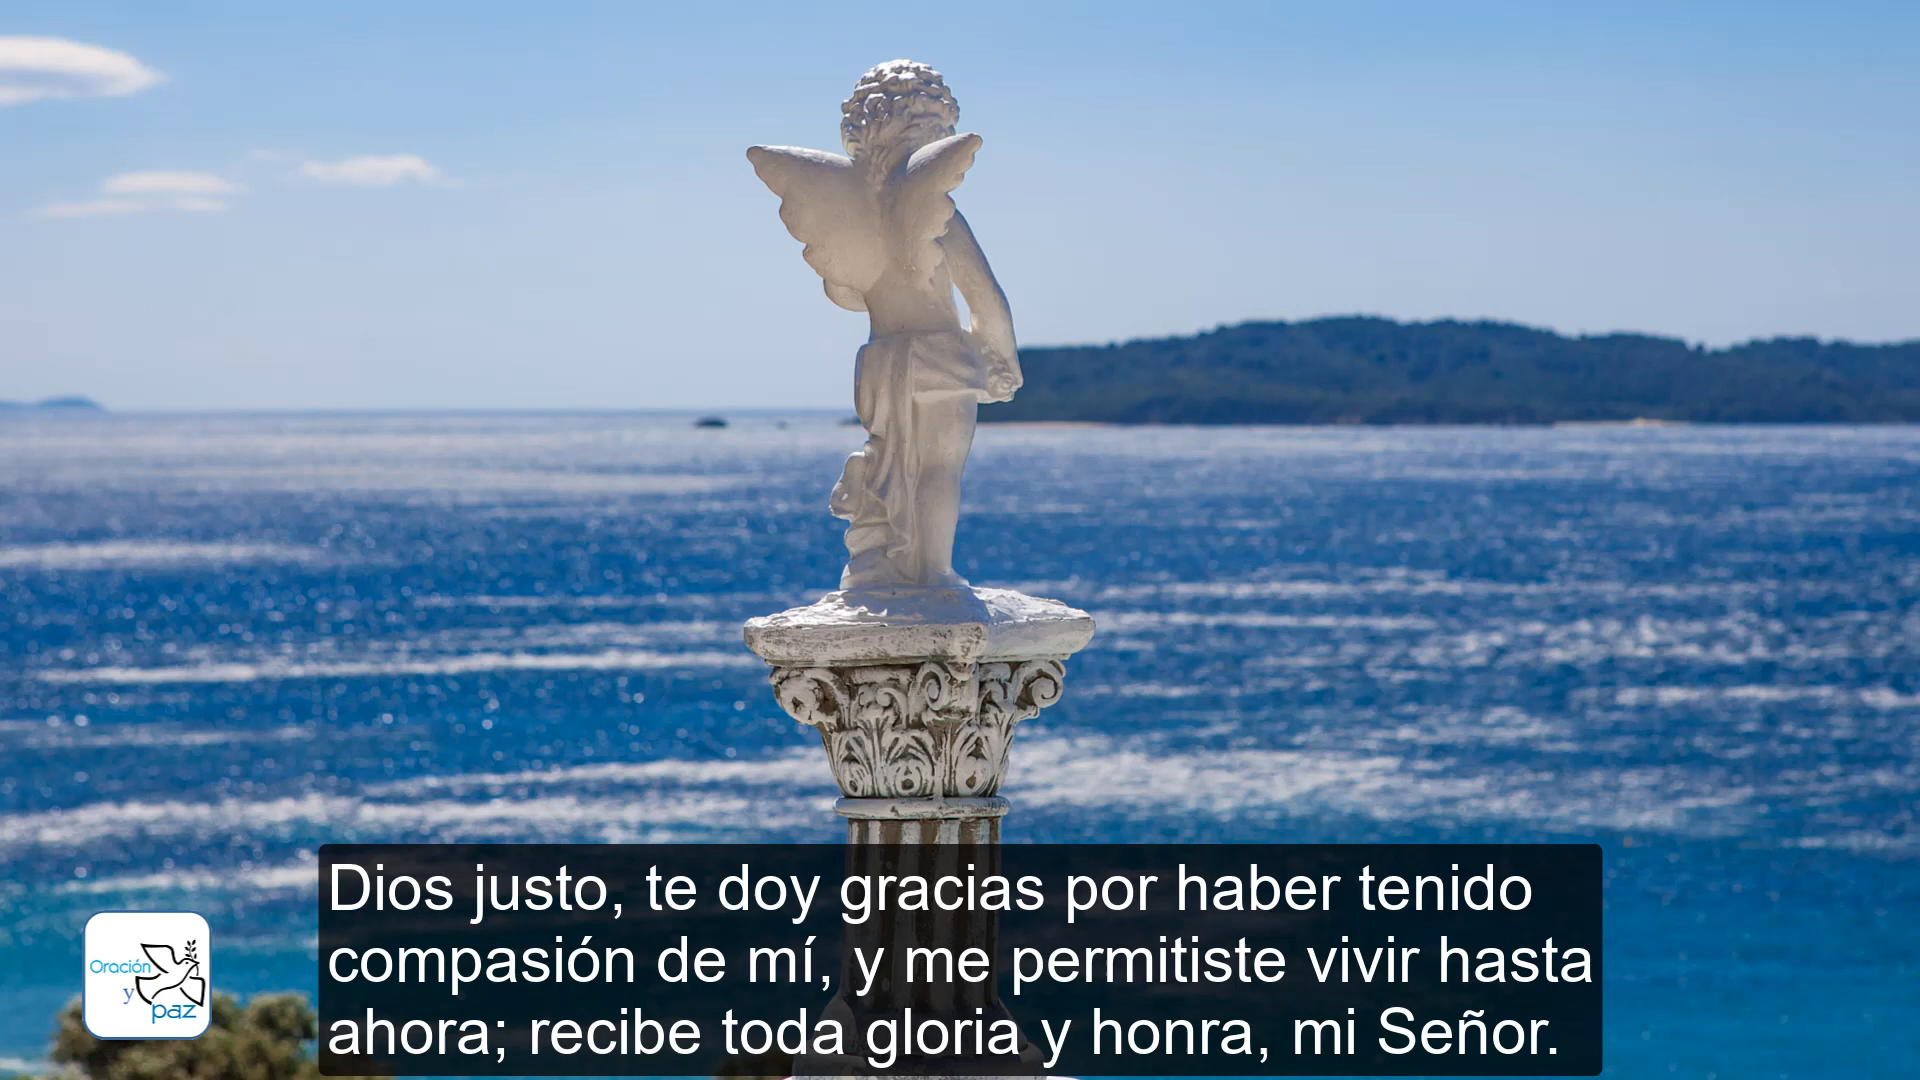 Dios justo, te doy gracias por haber tenido
compasión de mí, y me permitiste vivir hasta
ahora; recibe toda gloria y honra, mi Señor.
Oración
y
paz